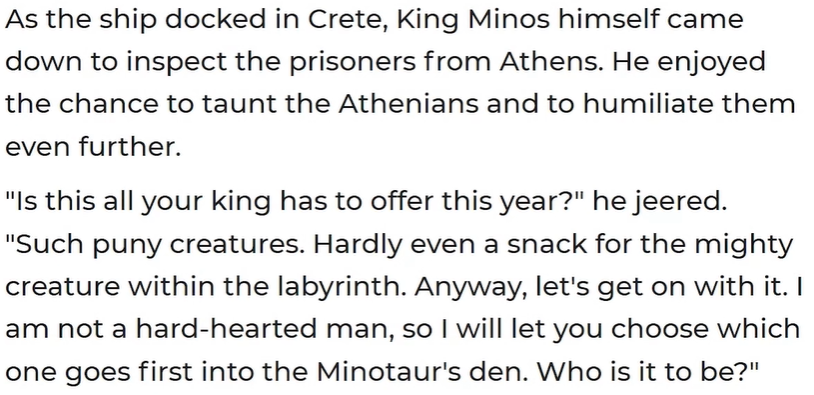 As the ship docked in Crete, King Minos himself came
down to inspect the prisoners from Athens. He enjoyed
the chance to taunt the Athenians and to humiliate them
even further.
"Is this all your king has to offer this year?" he jeered.
"Such puny creatures. Hardly even a snack for the mighty
creature within the labyrinth. Anyway, let's get on with it. I
am not a hard-hearted man, so I will let you choose which
one goes first into the Minotaur's den. Who is it to be?"